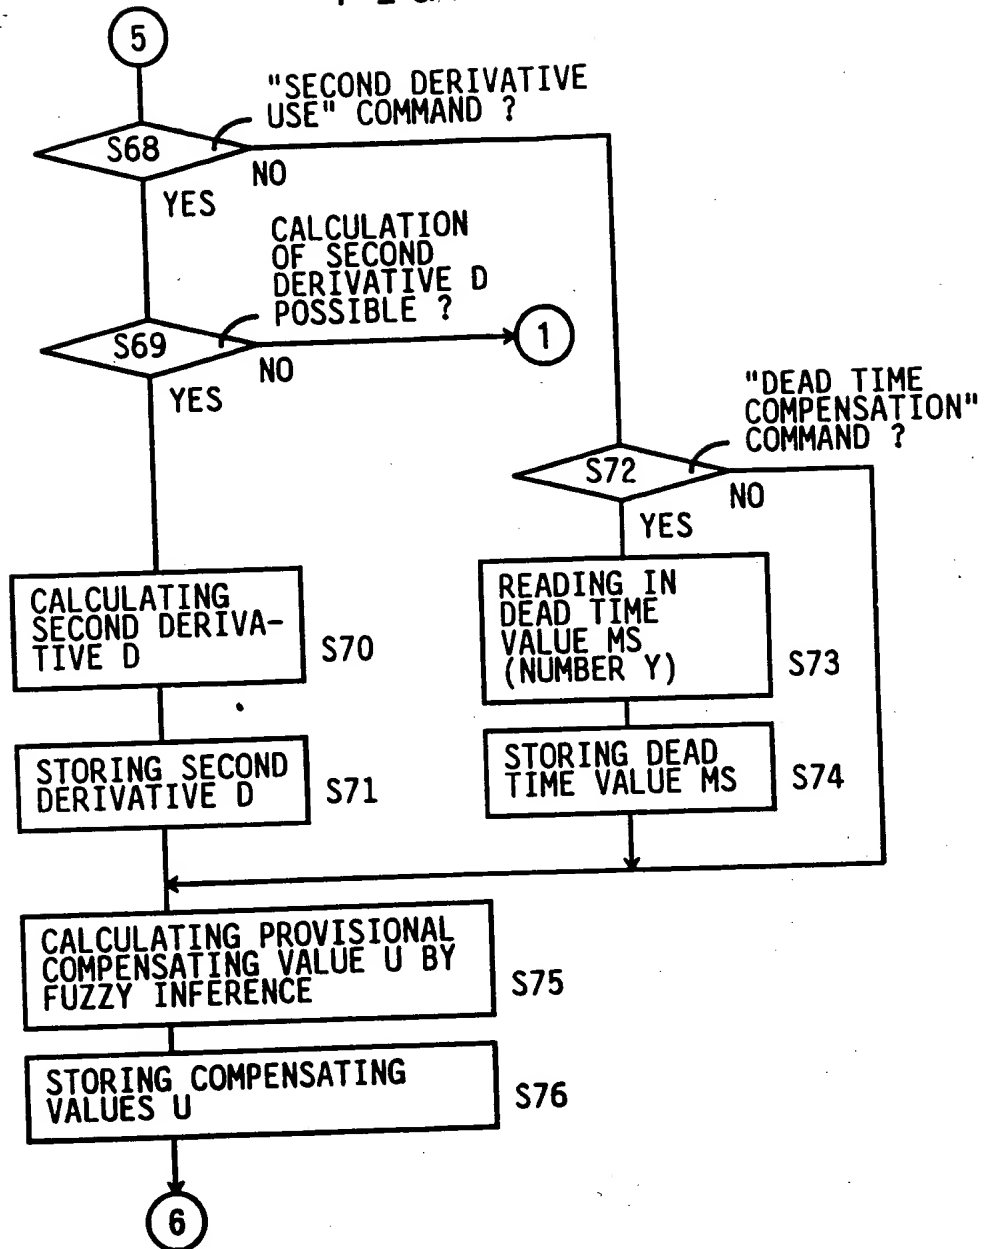 5
"SECOND DERIVATIVE
USE" COMMAND ?
S68
NO
YES
CALCULATION
OF SECOND
DERIVATIVE D
POSSIBLE ?
S69
NO
1
YES
"DEAD TIME
COMPENSATION"
COMMAND ?
S72
NO
YES
CALCULATING
SECOND DERIVA-
TIVE D
S70
READING IN
DEAD TIME
VALUE MS
(NUMBER Y)
S73
STORING SECOND
DERIVATIVE D
S71
STORING DEAD
TIME VALUE MS
S74
CALCULATING PROVISIONAL
COMPENSATING VALUE U BY
FUZZY INFERENCE
S75
STORING COMPENSATING
VALUES U
S76
6